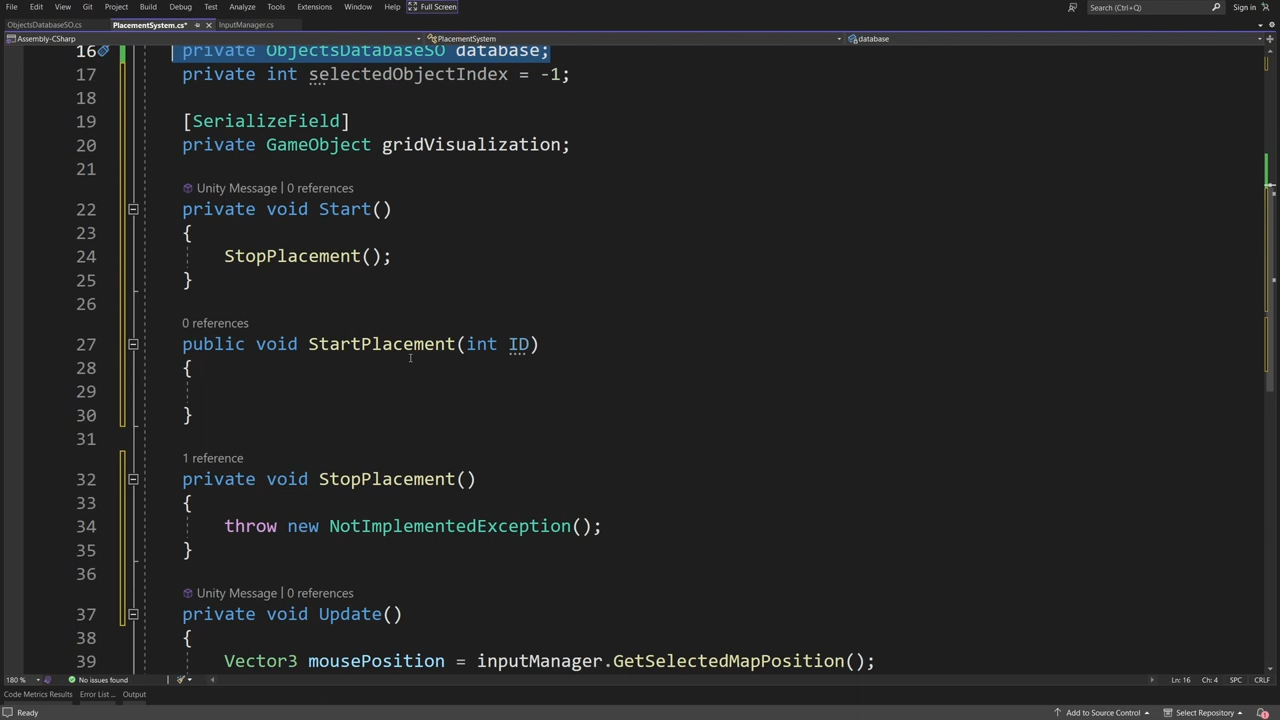 File Edit View Git Project Build Debug Test Analyze Tools Extensions Window Help Full Screen Search (Ctrl+Q) Sign in
ObjectsDatabaseSO.cs PlacementSystem.cs* InputManager.cs
Assembly-CSharp PlacementSystem database
16 private ObjectsDatabaseSO database;
17 private int selectedObjectIndex = -1;
18
19 [SerializeField]
20 private GameObject gridVisualization;
21
Unity Message | 0 references
22 private void Start()
23 {
24 StopPlacement();
25 }
26
0 references
27 public void StartPlacement(int ID)
28 {
29
30 }
31
1 reference
32 private void StopPlacement()
33 {
34 throw new NotImplementedException();
35 }
36
Unity Message | 0 references
37 private void Update()
38 {
39 Vector3 mousePosition = inputManager.GetSelectedMapPosition();
180 % No issues found Ln: 16 Ch: 4 SPC CRLF
Code Metrics Results Error List ... Output
Ready Add to Source Control Select Repository